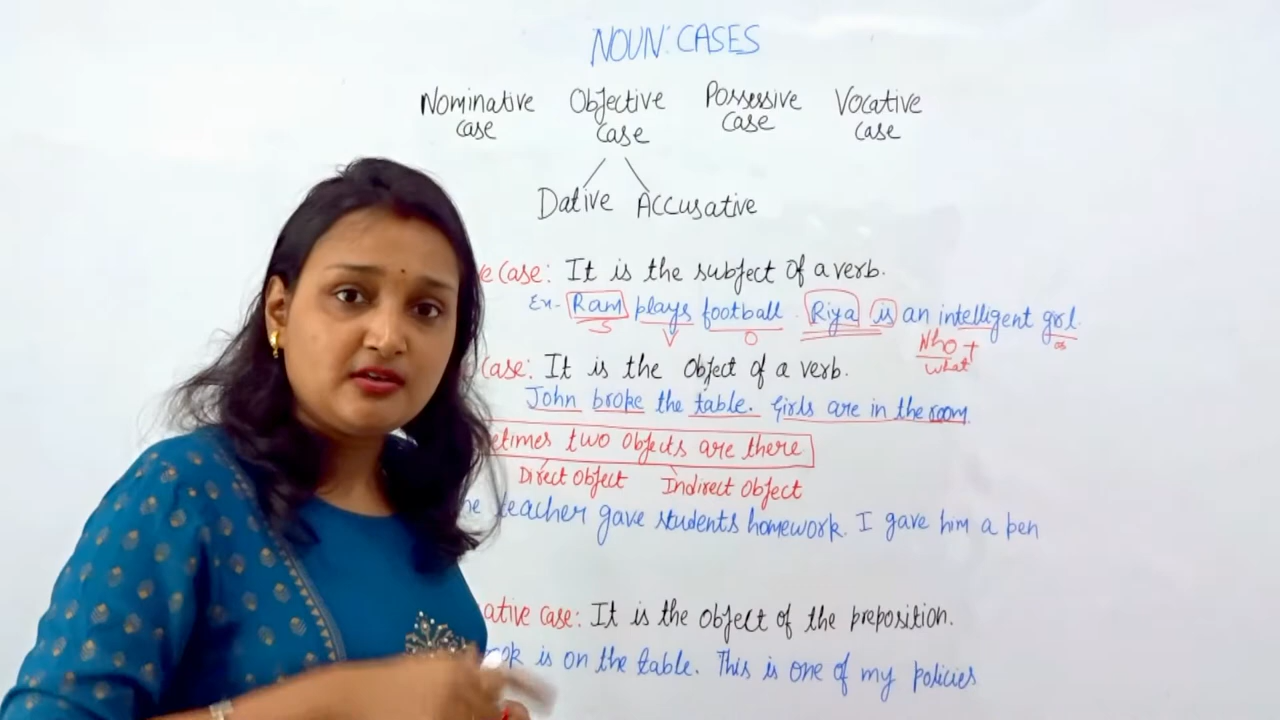 NOUN: CASES
Nominative case Objective case Possessive case Vocative case
Dative Accusative
case: It is the subject of a verb.
Ex- Ram plays football. Riya is an intelligent grl.
S V O Who + what
case: It is the object of a verb.
John broke the table. Girls are in the room.
two objects are there
Direct object Indirect object
teacher gave students homework. I gave him a pen
case: It is the object of the preposition.
is on the table. This is one of my policies